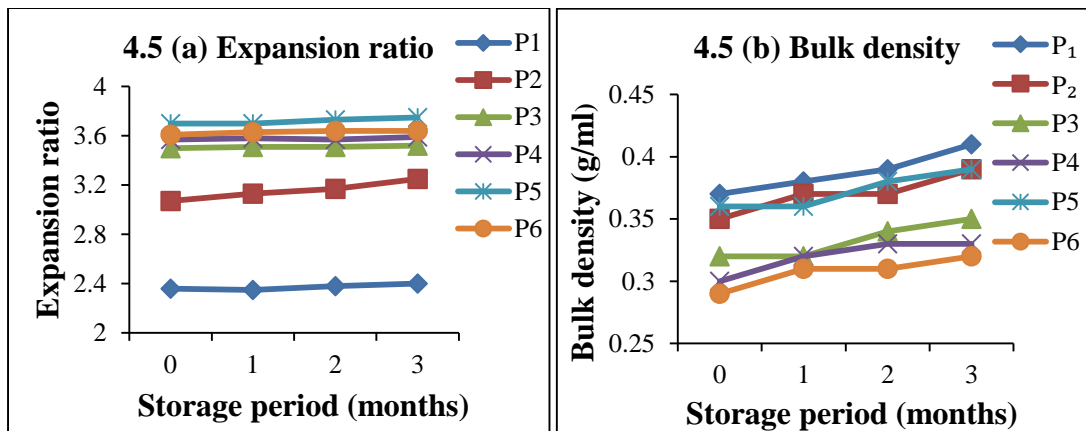 4.5 (a) Expansion ratio
Expansion ratio
4
3.6
3.2
2.8
2.4
2
0 1 2 3
Storage period (months)
P1
P2
P3
P4
P5
P6
4.5 (b) Bulk density
Bulk density (g/ml)
0.45
0.4
0.35
0.3
0.25
0 1 2 3
Storage period (months)
P₁
P₂
P3
P4
P5
P6